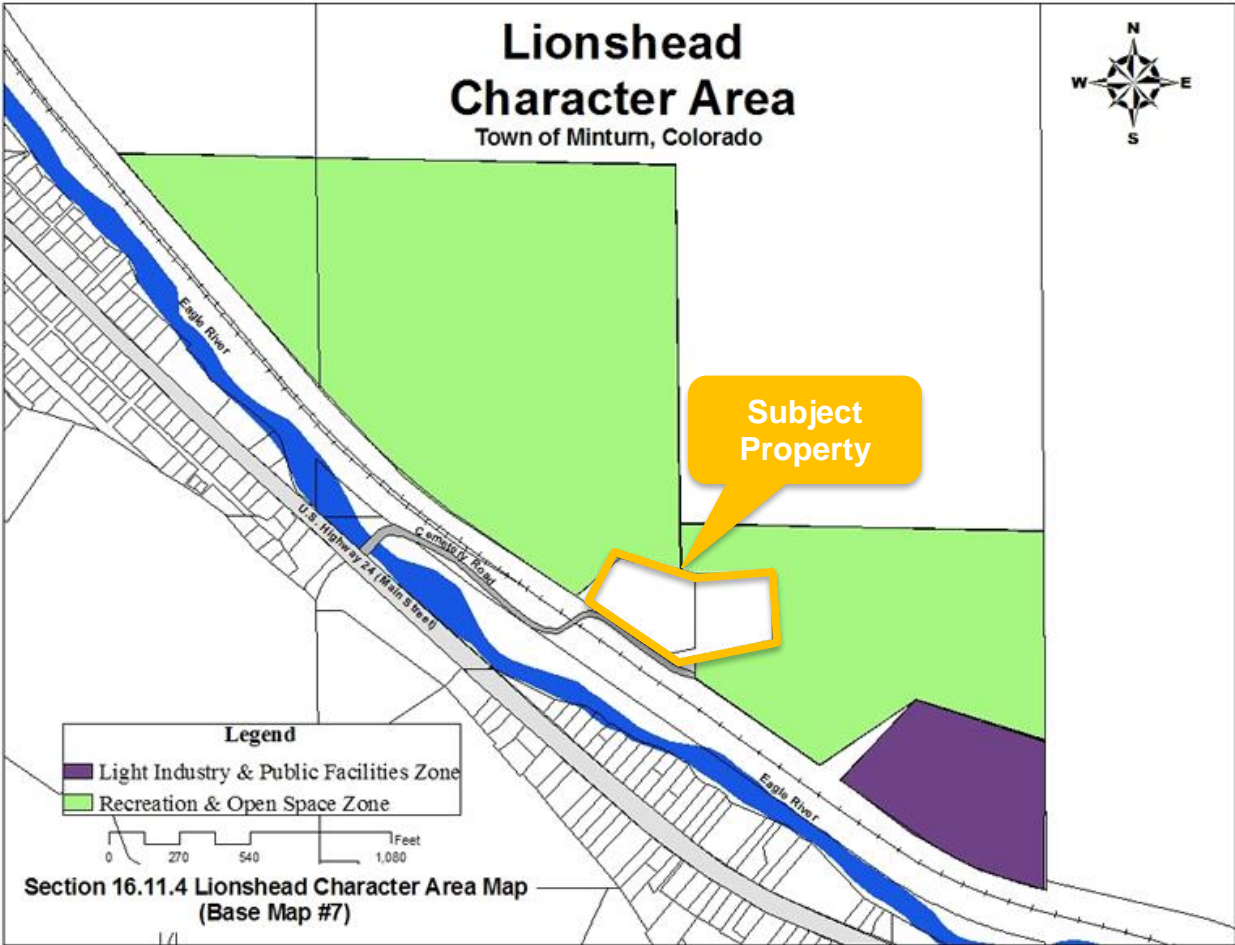 Lionshead
Character Area
Town of Minturn, Colorado
N
W
E
S
Eagle River
Subject
Property
U.S. Highway 24 (Main Street)
Cemetery Road
Eagle River
Legend
Light Industry & Public Facilities Zone
Recreation & Open Space Zone
Feet
0 270 540 1,080
Section 16.11.4 Lionshead Character Area Map
(Base Map #7)